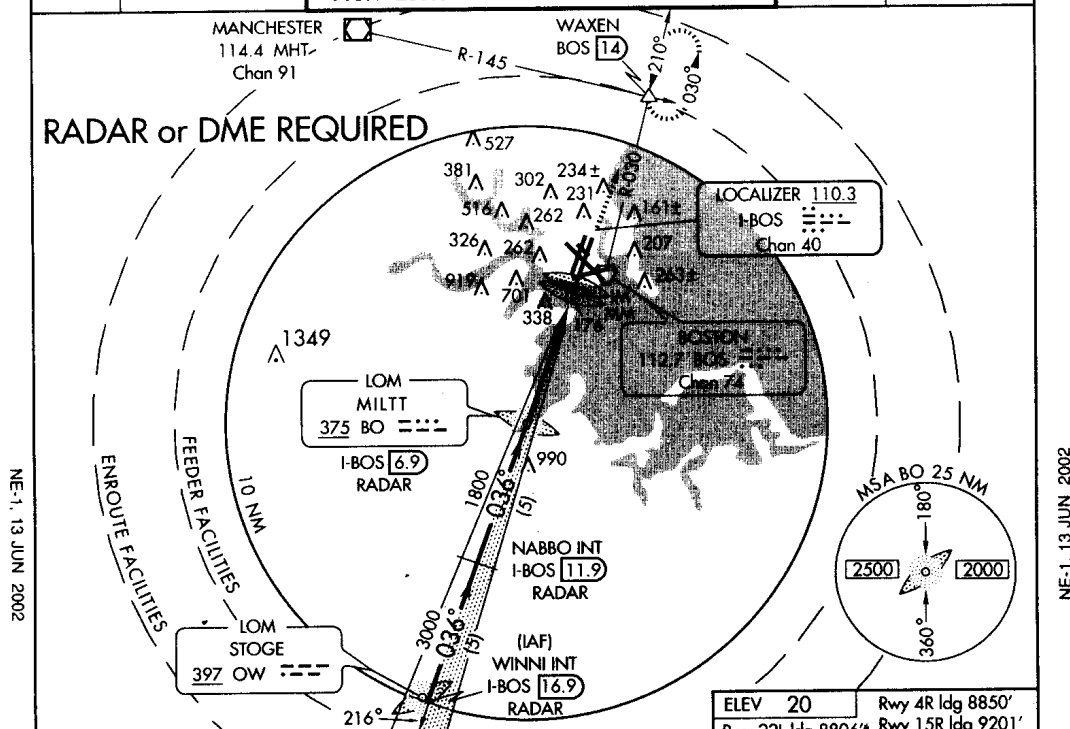 MANCHESTER
114.4 MHT
Chan 91
R-145
WAXEN
BOS 14
210°
030°
RADAR or DME REQUIRED
R-030
527
381
302
234±
231
516
262
161±
326
262
207
919
701
263±
338
176
1349
LOCALIZER 110.3
I-BOS
Chan 40
BOSTON
112.7 BOS
Chan 74
LOM
MILTT
375 BO
I-BOS 6.9
RADAR
990
1800
036°
(5)
10 NM
FEEDER FACILITIES
ENROUTE FACILITIES
NABBO INT
I-BOS 11.9
RADAR
3000
036°
(5)
LOM
STOGE
397 OW
(IAF)
WINNI INT
I-BOS 16.9
RADAR
216°
MSA BO 25 NM
180°
2500
2000
360°
ELEV 20
Rwy 4R ldg 8850'
Rwy 22L ldg 8806'*
Rwy 15R ldg 9201'
NE-1, 13 JUN 2002
NE-1, 13 JUN 2002